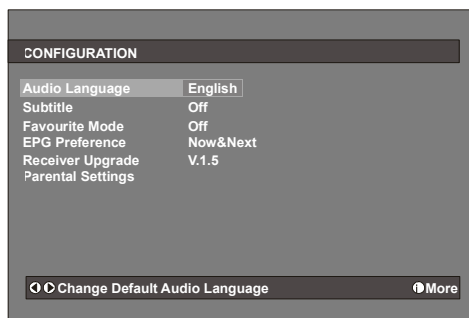 CONFIGURATION
Audio Language English
Subtitle Off
Favourite Mode Off
EPG Preference Now&Next
Receiver Upgrade V.1.5
Parental Settings
Change Default Audio Language More